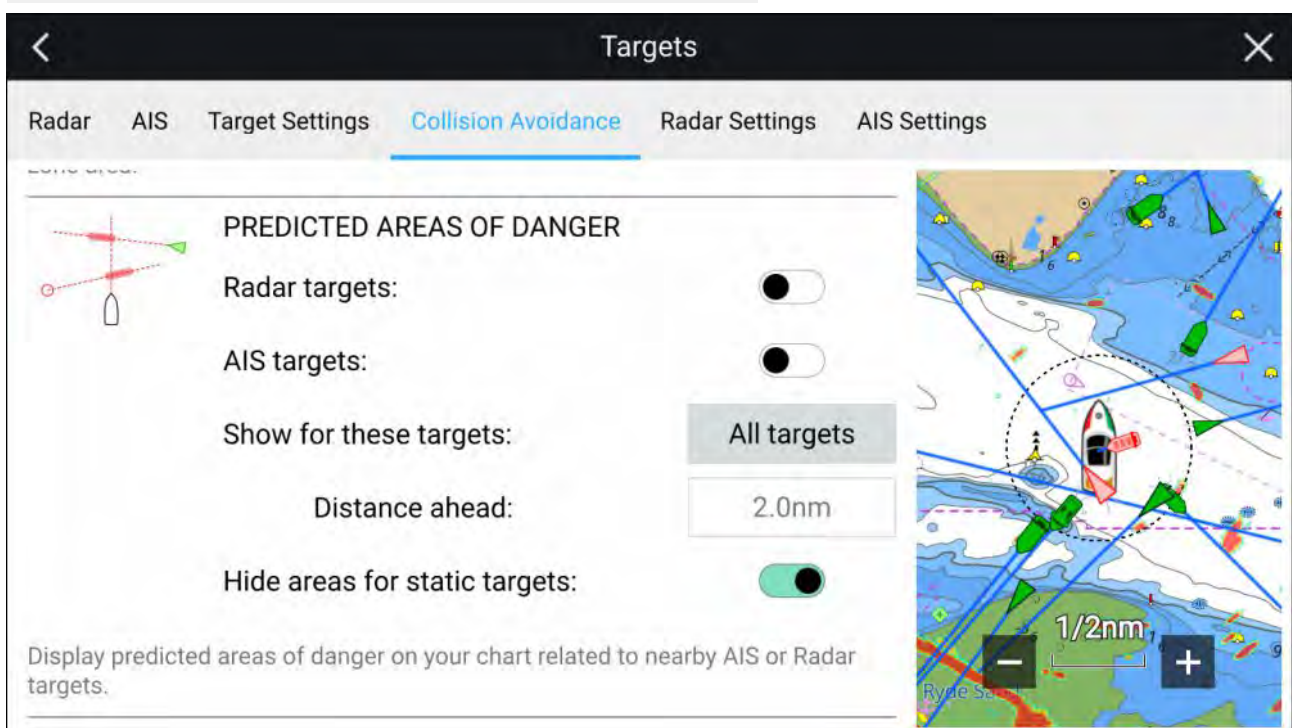 Targets
Radar AIS Target Settings Collision Avoidance Radar Settings AIS Settings
PREDICTED AREAS OF DANGER
Radar targets:
AIS targets:
Show for these targets: All targets
Distance ahead: 2.0nm
Hide areas for static targets:
Display predicted areas of danger on your chart related to nearby AIS or Radar
targets.
1/2nm
Ryde